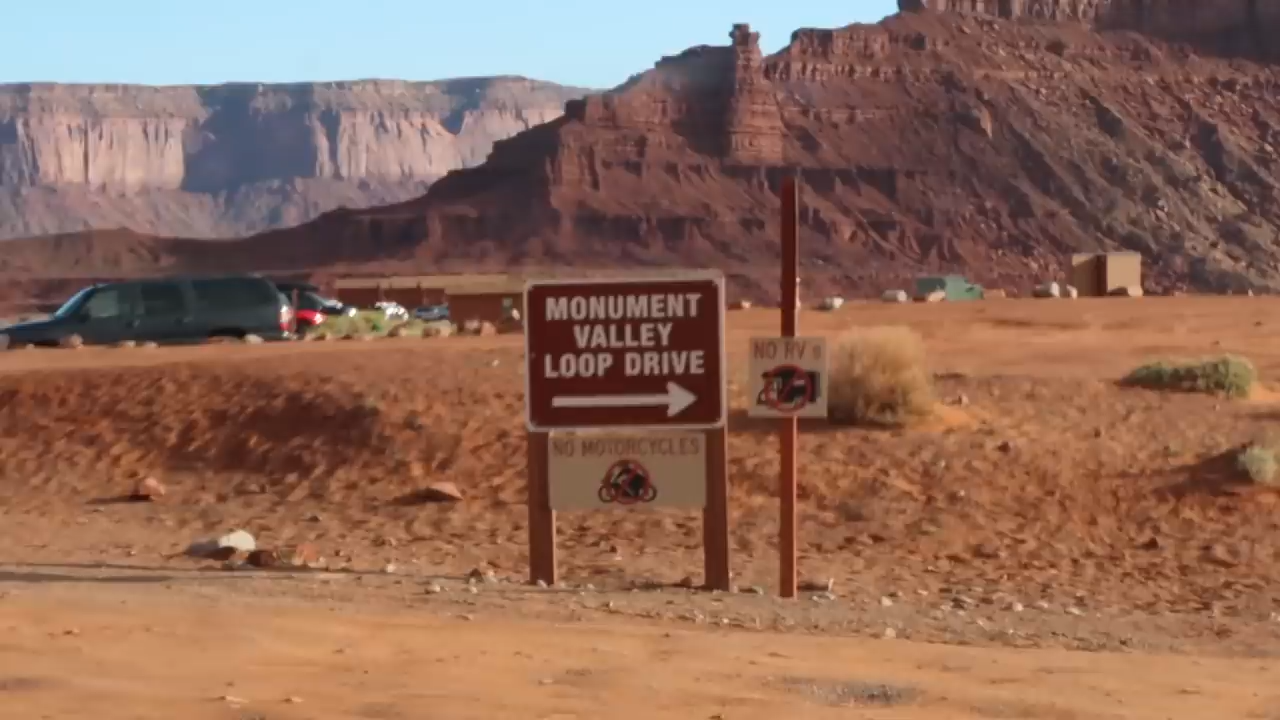 MONUMENT
VALLEY
LOOP DRIVE
NO RV s
NO MOTORCYCLES